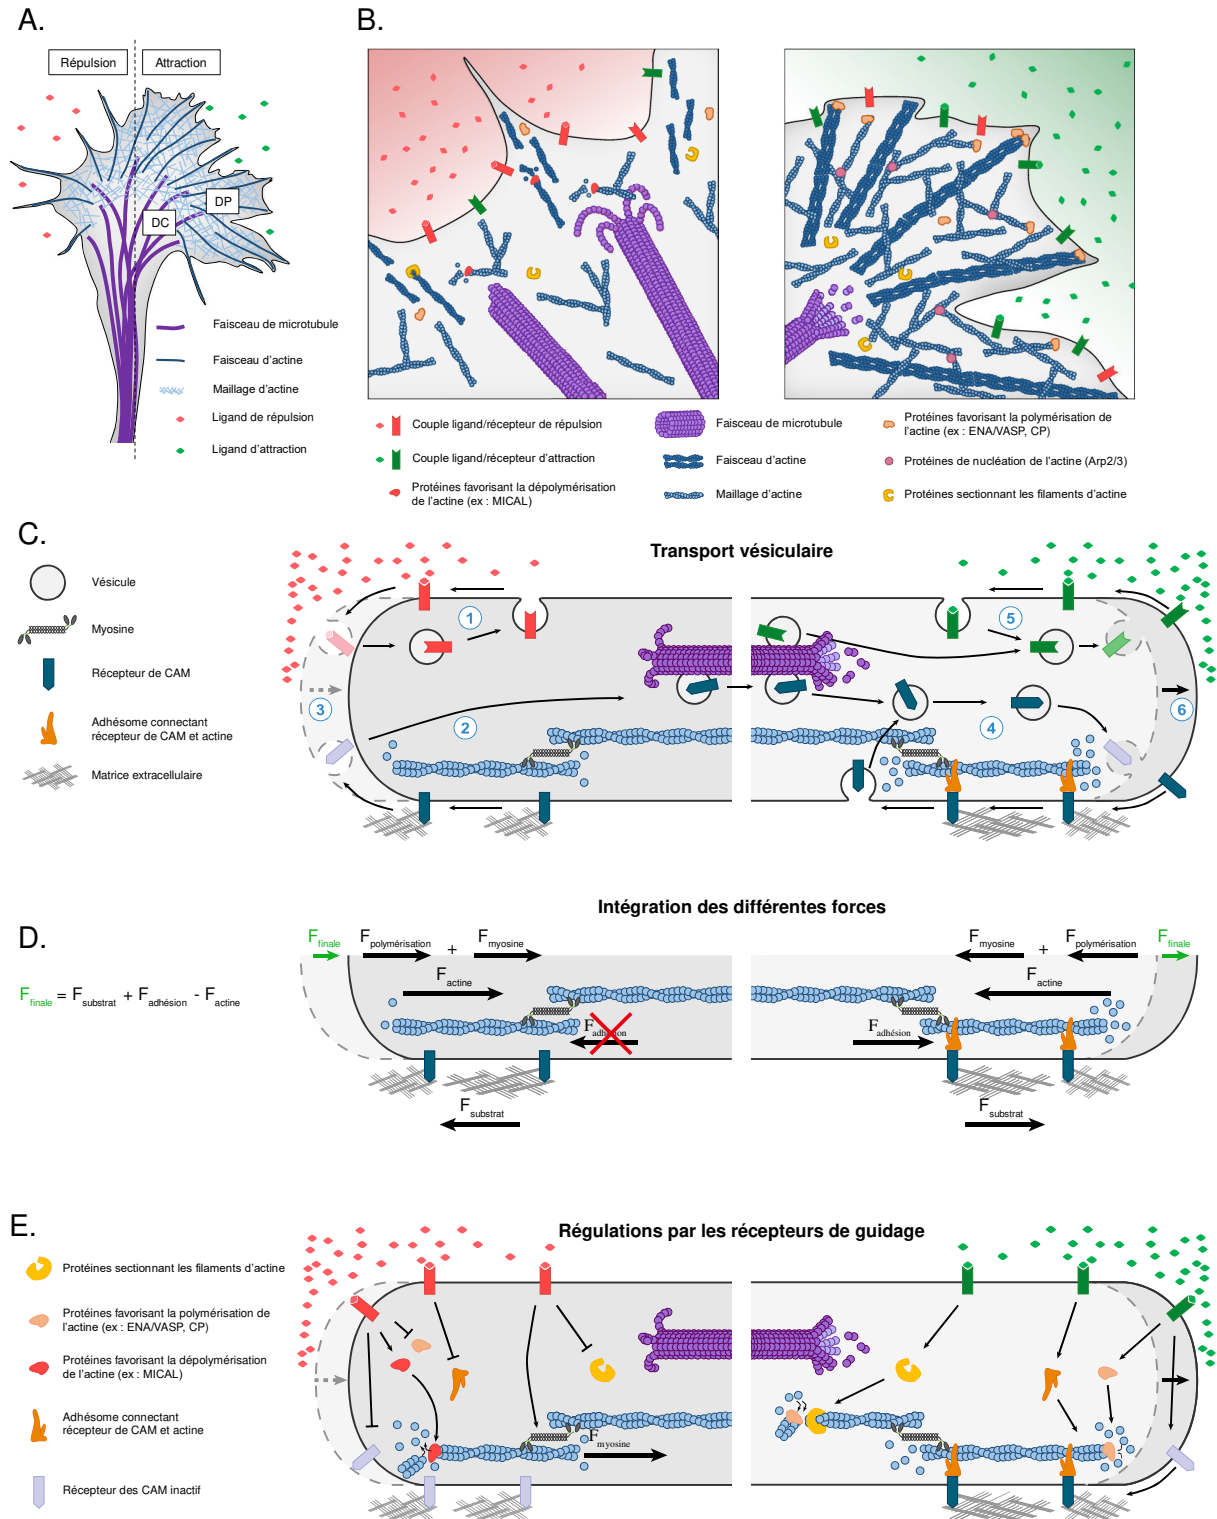 A.
Répulsion
Attraction
DP
DC
Faisceau de microtubule
Faisceau d'actine
Maillage d'actine
Ligand de répulsion
Ligand d'attraction
B.
Couple ligand/récepteur de répulsion
Couple ligand/récepteur d'attraction
Protéines favorisant la dépolymérisation
de l'actine (ex : MICAL)
Faisceau de microtubule
Faisceau d'actine
Maillage d'actine
Protéines favorisant la polymérisation de
l'actine (ex : ENA/VASP, CP)
Protéines de nucléation de l'actine (Arp2/3)
Protéines sectionnant les filaments d'actine
C.
Transport vésiculaire
Vésicule
Myosine
Récepteur de CAM
Adhésome connectant
récepteur de CAM et actine
Matrice extracellulaire
1
2
3
4
5
6
D.
Intégration des différentes forces
F finale = F substrat + F adhésion - F actine
F finale
F polymérisation + F myosine
F actine
F adhésion
F substrat
F myosine + F polymérisation
F finale
F actine
F adhésion
F substrat
E.
Régulations par les récepteurs de guidage
Protéines sectionnant les filaments d'actine
Protéines favorisant la polymérisation de
l'actine (ex : ENA/VASP, CP)
Protéines favorisant la dépolymérisation
de l'actine (ex : MICAL)
Adhésome connectant
récepteur de CAM et actine
Récepteur des CAM inactif
F myosine